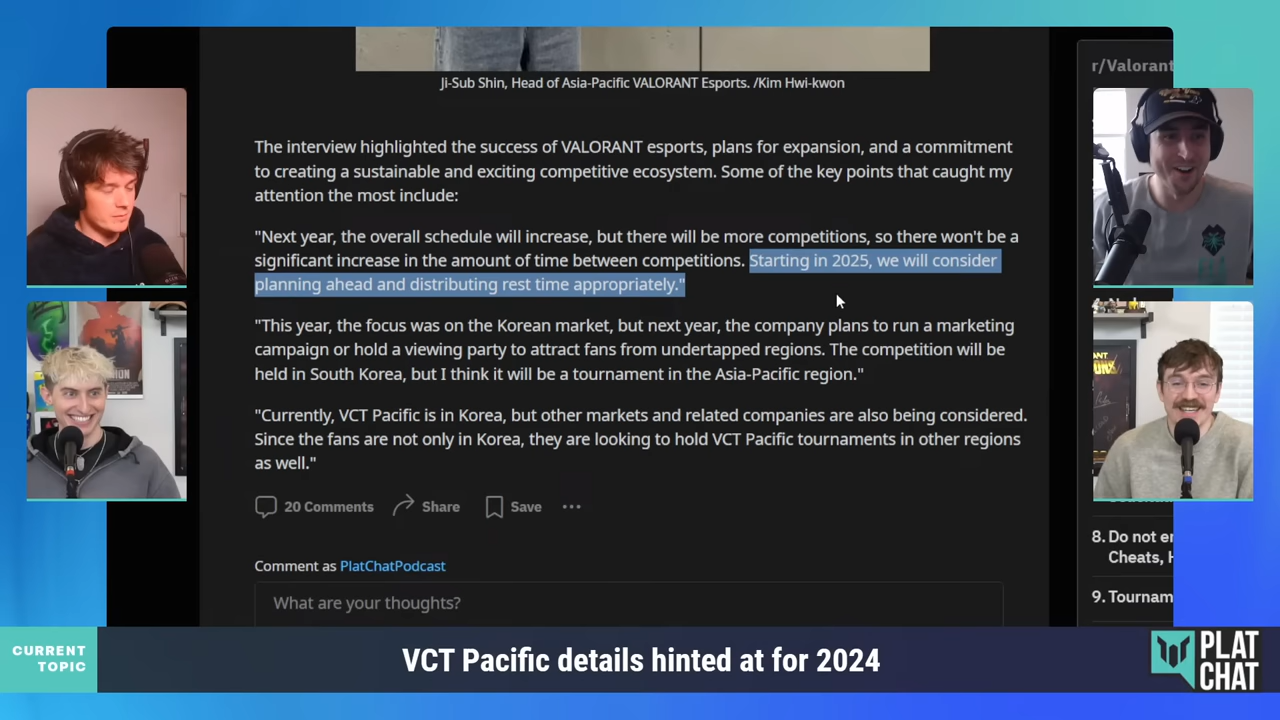 Ji-Sub Shin, Head of Asia-Pacific VALORANT Esports. /Kim Hwi-kwon
r/Valorant
The interview highlighted the success of VALORANT esports, plans for expansion, and a commitment
to creating a sustainable and exciting competitive ecosystem. Some of the key points that caught my
attention the most include:
"Next year, the overall schedule will increase, but there will be more competitions, so there won't be a
significant increase in the amount of time between competitions. Starting in 2025, we will consider
planning ahead and distributing rest time appropriately."
"This year, the focus was on the Korean market, but next year, the company plans to run a marketing
campaign or hold a viewing party to attract fans from undertapped regions. The competition will be
held in South Korea, but I think it will be a tournament in the Asia-Pacific region."
"Currently, VCT Pacific is in Korea, but other markets and related companies are also being considered.
Since the fans are not only in Korea, they are looking to hold VCT Pacific tournaments in other regions
as well."
20 Comments Share Save ...
Comment as PlatChatPodcast
What are your thoughts?
8. Do not e
Cheats,
9. Tournam
CURRENT
TOPIC
VCT Pacific details hinted at for 2024
PLAT
CHAT